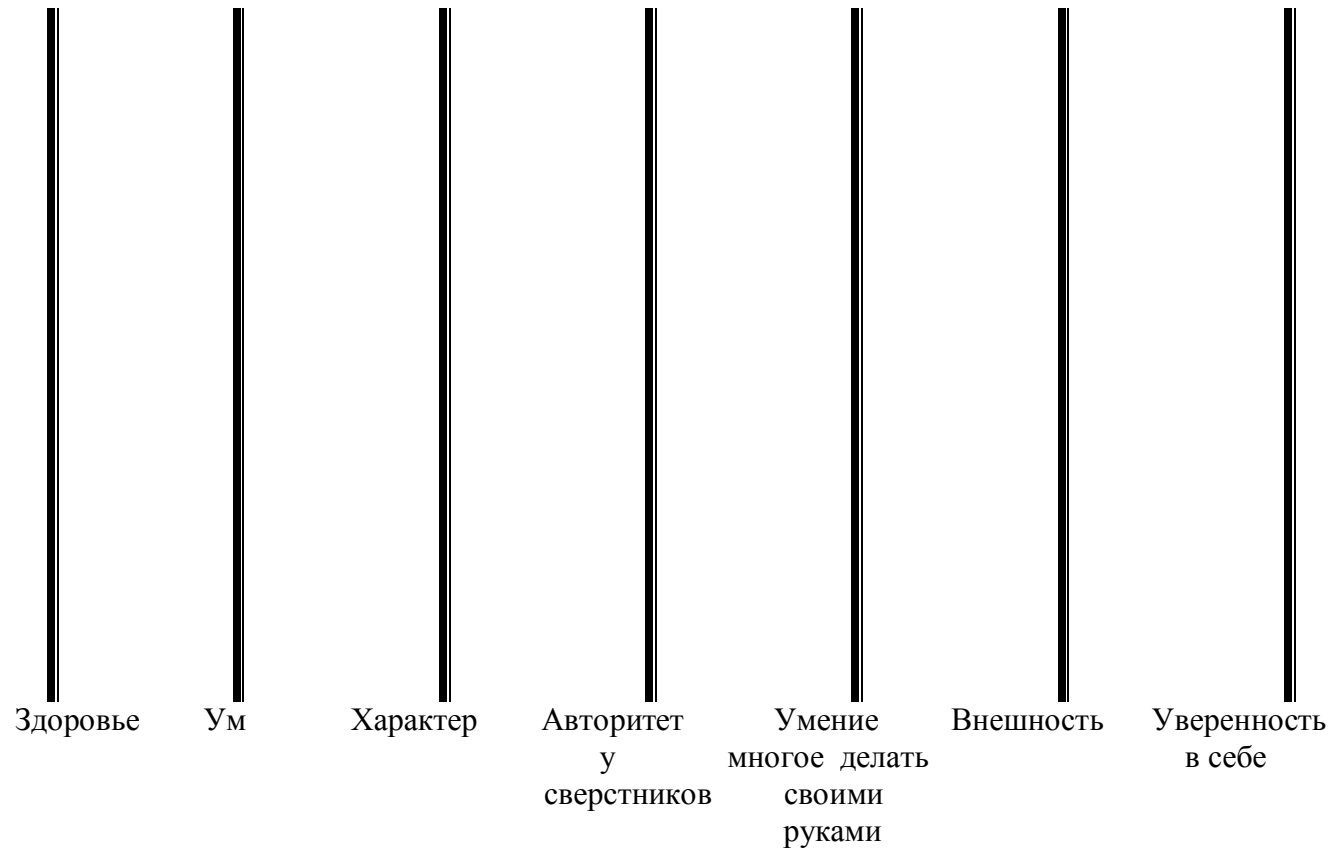 Здоровье
Ум
Характер
Авторитет
у
сверстников
Умение
многое делать
своими
руками
Внешность
Уверенность
в себе